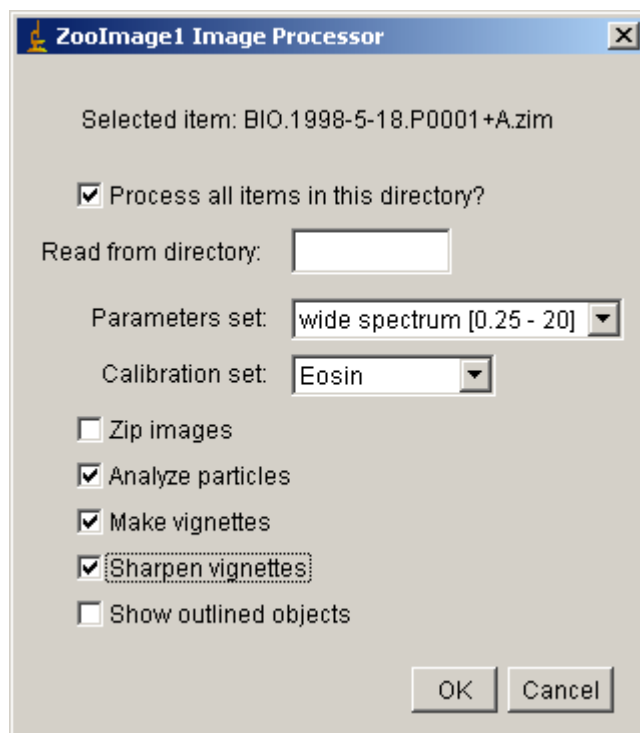 ZooImage1 Image Processor
Selected item: BIO.1998-5-18.P0001+A.zim
Process all items in this directory?
Read from directory:
Parameters set: wide spectrum [0.25 - 20]
Calibration set: Eosin
Zip images
Analyze particles
Make vignettes
Sharpen vignettes
Show outlined objects
OK Cancel